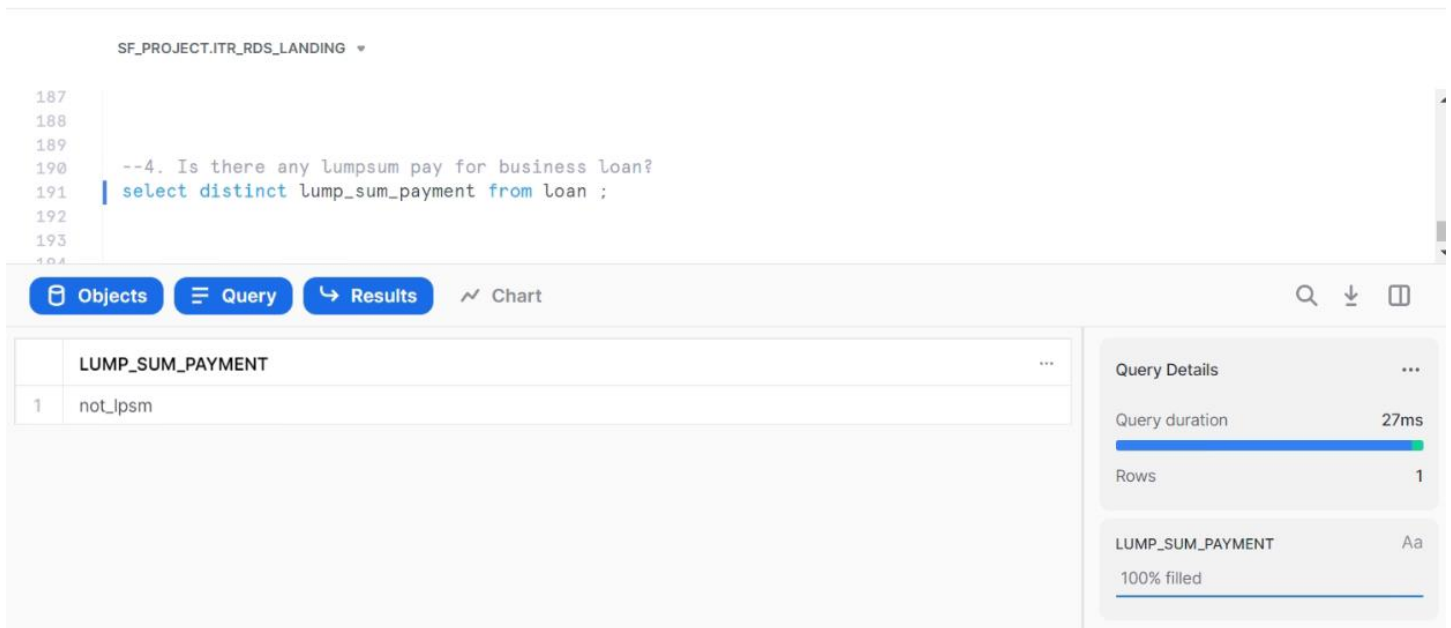 SF_PROJECT.ITR_RDS_LANDING
187
188
189
190 --4. Is there any lumpsum pay for business loan?
191 select distinct lump_sum_payment from loan ;
192
193
194
Objects Query Results Chart
LUMP_SUM_PAYMENT ...
1 not_lpsm
Query Details ...
Query duration 27ms
Rows 1
LUMP_SUM_PAYMENT Aa
100% filled